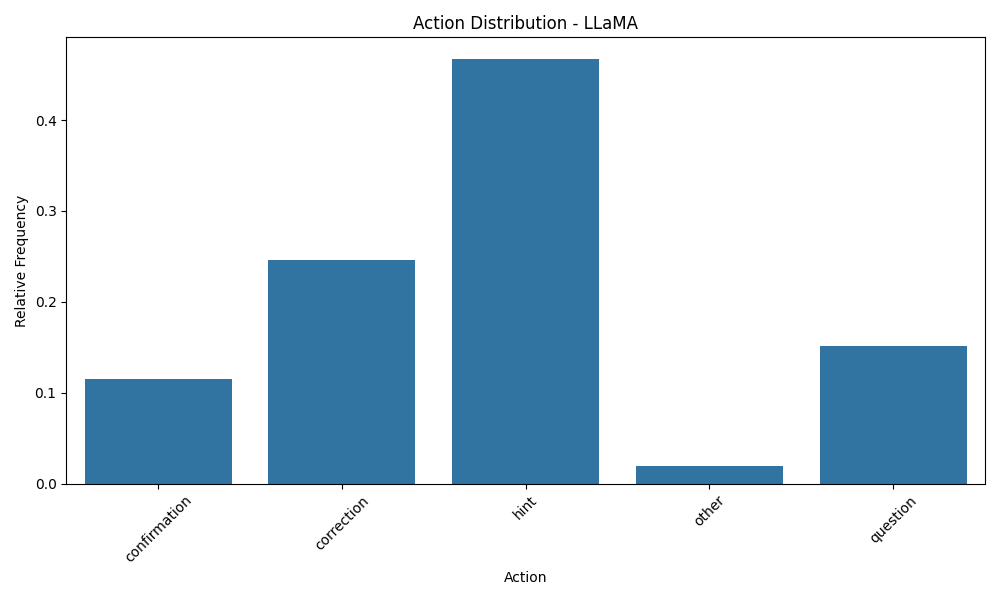 Action Distribution - LLaMA
Relative Frequency
0.4
0.3
0.2
0.1
0.0
confirmation
correction
hint
other
question
Action